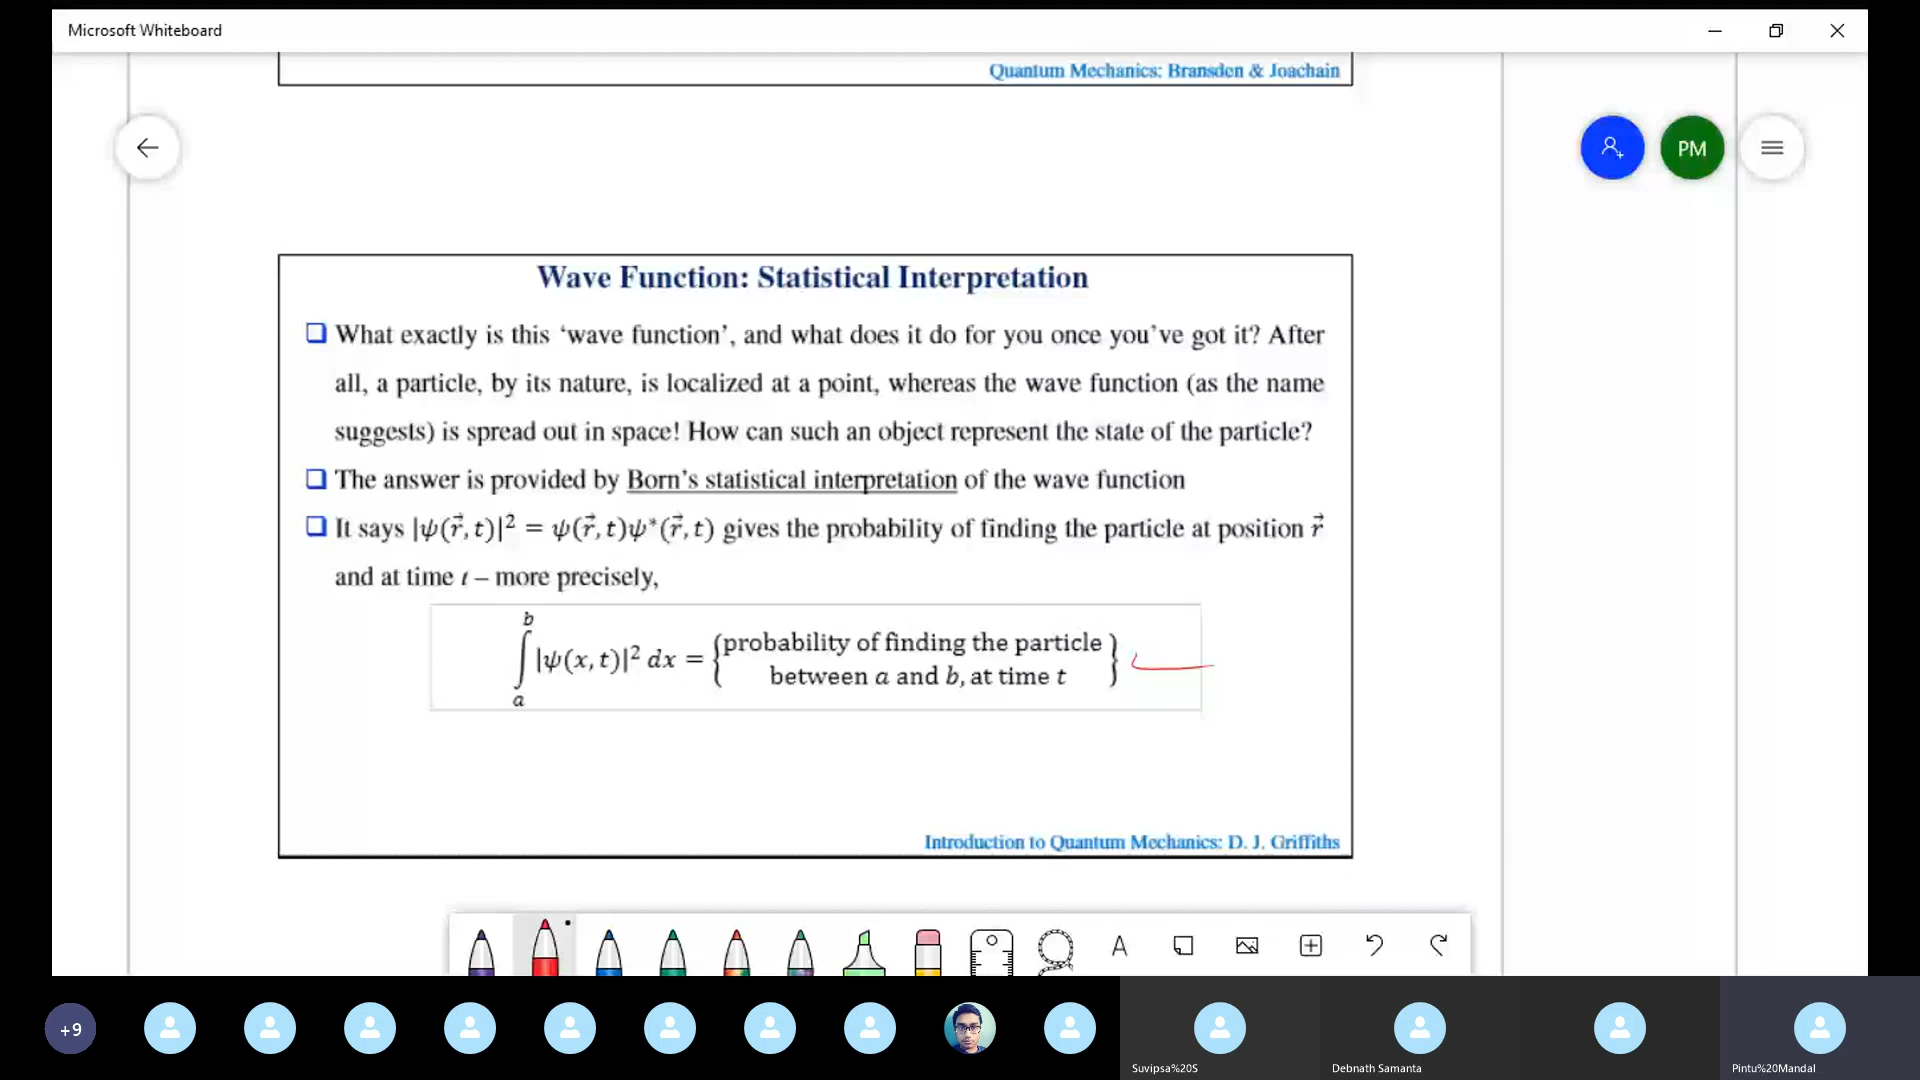 Microsoft Whiteboard
Quantum Mechanics: Bransden & Joachain
PM
Wave Function: Statistical Interpretation
❑ What exactly is this ‘wave function’, and what does it do for you once you’ve got it? After
all, a particle, by its nature, is localized at a point, whereas the wave function (as the name
suggests) is spread out in space! How can such an object represent the state of the particle?
❑ The answer is provided by Born’s statistical interpretation of the wave function
❑ It says |ψ(r⃗, t)|² = ψ(r⃗, t)ψ*(r⃗, t) gives the probability of finding the particle at position r⃗
and at time t – more precisely,
∫ₐᵇ |ψ(x, t)|² dx = {probability of finding the particle
between a and b, at time t}
Introduction to Quantum Mechanics: D. J. Griffiths
A
+9
Suvipsa%20S
Debnath Samanta
Pintu%20Mandal